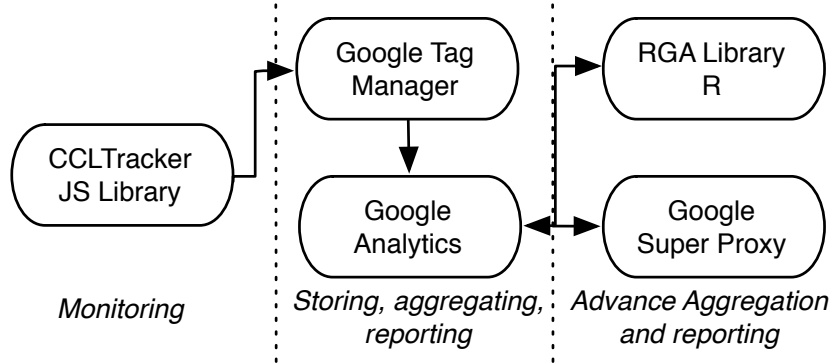 Google Tag
Manager
RGA Library
R
CCLTracker
JS Library
Google
Analytics
Google
Super Proxy
Monitoring
Storing, aggregating,
reporting
Advance Aggregation
and reporting